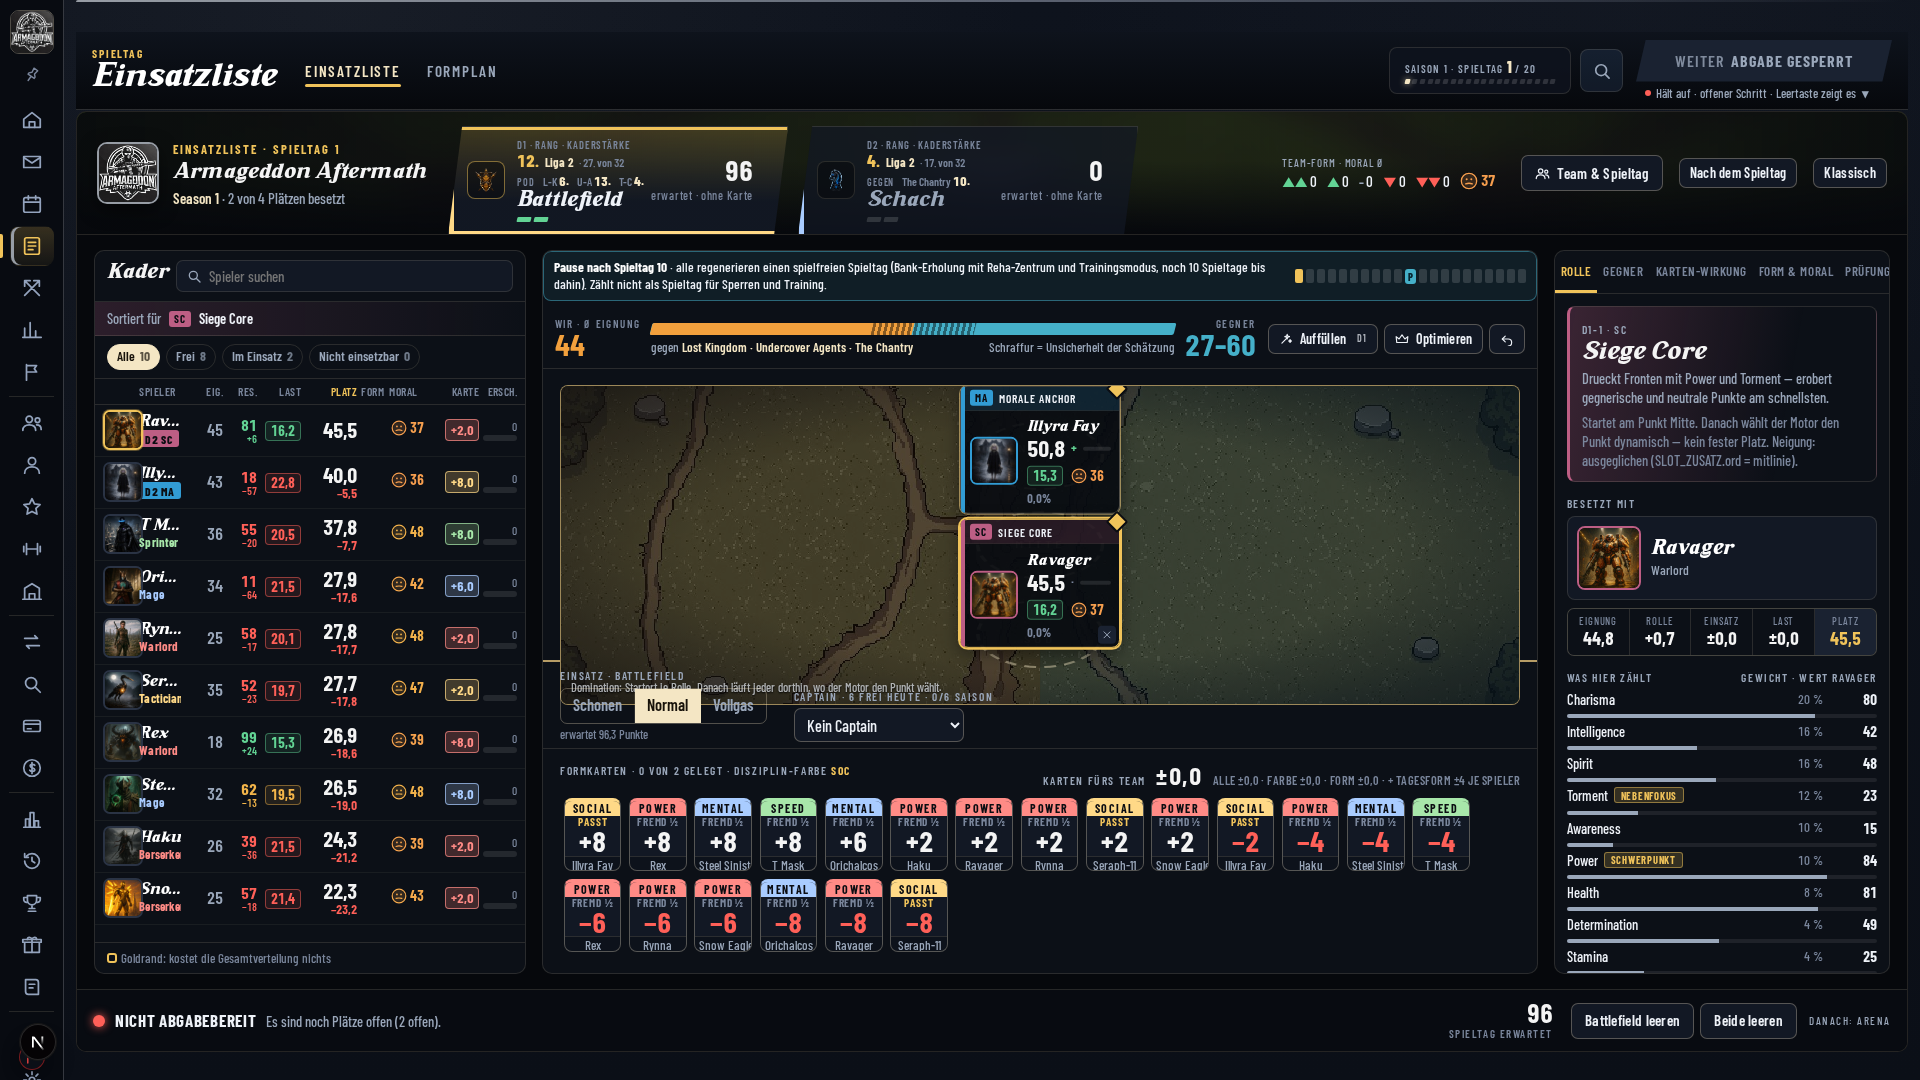 SPIELTAG
Einsatzliste
EINSATZLISTE
FORMPLAN
SAISON 1 · SPIELTAG 1 / 20
WEITER ABGABE GESPERRT
Hält auf · offener Schritt · Leertaste zeigt es ▼
EINSATZLISTE · SPIELTAG 1
Armageddon Aftermath
Season 1 · 2 von 4 Plätzen besetzt
D1 · RANG · KADERSTÄRKE
12. Liga 2 · 27. von 32
POD L-K 6. U-A 13. T-C 4.
Battlefield
96
erwartet · ohne Karte
D2 · RANG · KADERSTÄRKE
4. Liga 2 · 17. von 32
GEGEN The Chantry 10.
Schach
0
erwartet · ohne Karte
TEAM-FORM · MORAL Ø
▲▲0 ▲0 –0 ▼0 ▼▼0 37
Team & Spieltag
Nach dem Spieltag
Klassisch
Kader
Spieler suchen
Sortiert für SC Siege Core
Alle 10
Frei 8
Im Einsatz 2
Nicht einsetzbar 0
SPIELER EIG. RES. LAST PLATZ FORM MORAL KARTE ERSCH.
Rav... D2 SC 45 81 +6 16,2 45,5 37 +2,0 0
Illy... D2 MA 43 18 –57 22,8 40,0 –5,5 36 +8,0 0
T M... Sprinter 36 55 –20 20,5 37,8 –7,7 48 +8,0 0
Ori... Mage 34 11 –64 21,5 27,9 –17,6 42 +6,0 0
Ryn... Warlord 25 58 –17 20,1 27,8 –17,7 48 +2,0 0
Ser... Tactician 35 52 –23 19,7 27,7 –17,8 47 +2,0 0
Rex Warlord 18 99 +24 15,3 26,9 –18,6 39 +8,0 0
Ste... Mage 32 62 –13 19,5 26,5 –19,0 48 +8,0 0
Haku Berserke 26 39 –36 21,5 24,3 –21,2 39 +2,0 0
Sno... Berserke 25 57 –18 21,4 22,3 –23,2 43 +2,0 0
Goldrand: kostet die Gesamtverteilung nichts
Pause nach Spieltag 10 · alle regenerieren einen spielfreien Spieltag (Bank-Erholung mit Reha-Zentrum und Trainingsmodus, noch 10 Spieltage bis
dahin). Zählt nicht als Spieltag für Sperren und Training.
P
WIR · Ø EIGNUNG
44
gegen Lost Kingdom · Undercover Agents · The Chantry
Schraffur = Unsicherheit der Schätzung
GEGNER
27–60
Auffüllen D1
Optimieren
MA MORALE ANCHOR
Illyra Fay
50,8 +
15,3 36
0,0%
SC SIEGE CORE
Ravager
45,5 ·
16,2 37
0,0%
EINSATZ · BATTLEFIELD
Domination: Startort je Rolle. Danach läuft jeder dorthin, wo der Motor den Punkt wählt.
Schonen
Normal
Vollgas
erwartet 96,3 Punkte
CAPTAIN · 6 FREI HEUTE · 0/6 SAISON
Kein Captain
FORMKARTEN · 0 VON 2 GELEGT · DISZIPLIN-FARBE SOC
KARTEN FÜRS TEAM ±0,0 ALLE ±0,0 · FARBE ±0,0 · FORM ±0,0 · + TAGESFORM ±4 JE SPIELER
SOCIAL PASST +8 Illyra Fay
POWER FREMD ½ +8 Rex
MENTAL FREMD ½ +8 Steel Sinist
SPEED FREMD ½ +8 T Mask
MENTAL FREMD ½ +6 Orichalcos
POWER FREMD ½ +2 Haku
POWER FREMD ½ +2 Ravager
POWER FREMD ½ +2 Rynna
SOCIAL PASST +2 Seraph-11
POWER FREMD ½ +2 Snow Eagle
SOCIAL PASST –2 Illyra Fay
POWER FREMD ½ –4 Haku
MENTAL FREMD ½ –4 Steel Sinist
SPEED FREMD ½ –4 T Mask
POWER FREMD ½ –6 Rex
POWER FREMD ½ –6 Rynna
POWER FREMD ½ –6 Snow Eagle
MENTAL FREMD ½ –8 Orichalcos
POWER FREMD ½ –8 Ravager
SOCIAL PASST –8 Seraph-11
ROLLE
GEGNER
KARTEN-WIRKUNG
FORM & MORAL
PRÜFUNG
D1-1 · SC
Siege Core
Drueckt Fronten mit Power und Torment — erobert
gegnerische und neutrale Punkte am schnellsten.
Startet am Punkt Mitte. Danach wählt der Motor den
Punkt dynamisch — kein fester Platz. Neigung:
ausgeglichen (SLOT_ZUSATZ.ord = mitlinie).
BESETZT MIT
Ravager
Warlord
EIGNUNG ROLLE EINSATZ LAST PLATZ
44,8 +0,7 ±0,0 ±0,0 45,5
WAS HIER ZÄHLT GEWICHT · WERT RAVAGER
Charisma 20 % 80
Intelligence 16 % 42
Spirit 16 % 48
Torment NEBENFOKUS 12 % 23
Awareness 10 % 15
Power SCHWERPUNKT 10 % 84
Health 8 % 81
Determination 4 % 49
Stamina 4 % 25
N
NICHT ABGABEBEREIT Es sind noch Plätze offen (2 offen).
96
SPIELTAG ERWARTET
Battlefield leeren
Beide leeren
DANACH: ARENA